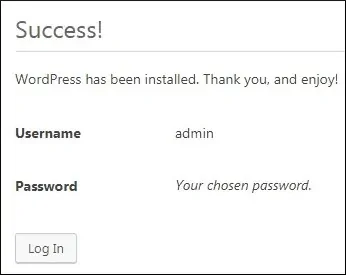 Success!
WordPress has been installed. Thank you, and enjoy!
Username admin
Password Your chosen password.
Log In